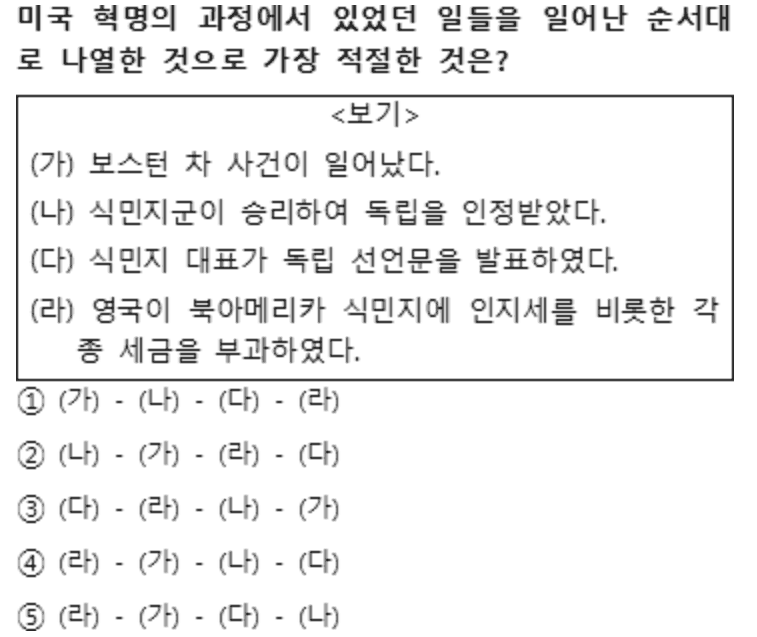 미국 혁명의 과정에서 있었던 일들을 일어난 순서대
로 나열한 것으로 가장 적절한 것은?
<보기>
(가) 보스턴 차 사건이 일어났다.
(나) 식민지군이 승리하여 독립을 인정받았다.
(다) 식민지 대표가 독립 선언문을 발표하였다.
(라) 영국이 북아메리카 식민지에 인지세를 비롯한 각
종 세금을 부과하였다.
① (가) - (나) - (다) - (라)
② (나) - (가) - (라) - (다)
③ (다) - (라) - (나) - (가)
④ (라) - (가) - (나) - (다)
⑤ (라) - (가) - (다) - (나)